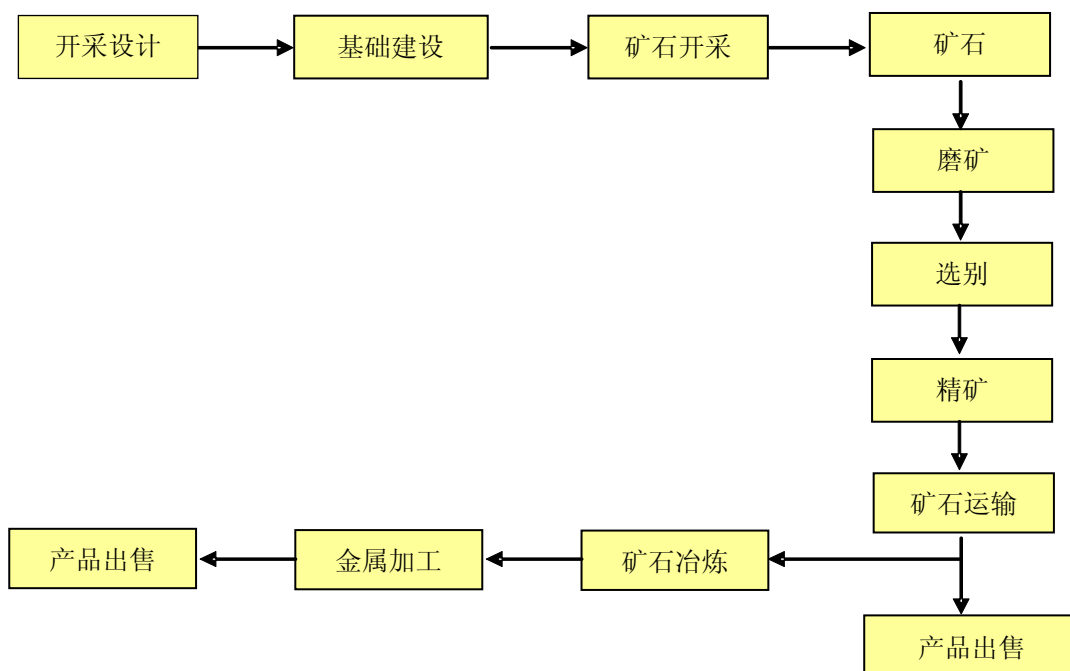 开采设计
基础建设
矿石开采
矿石
磨矿
选别
精矿
矿石运输
产品出售
金属加工
矿石冶炼
产品出售